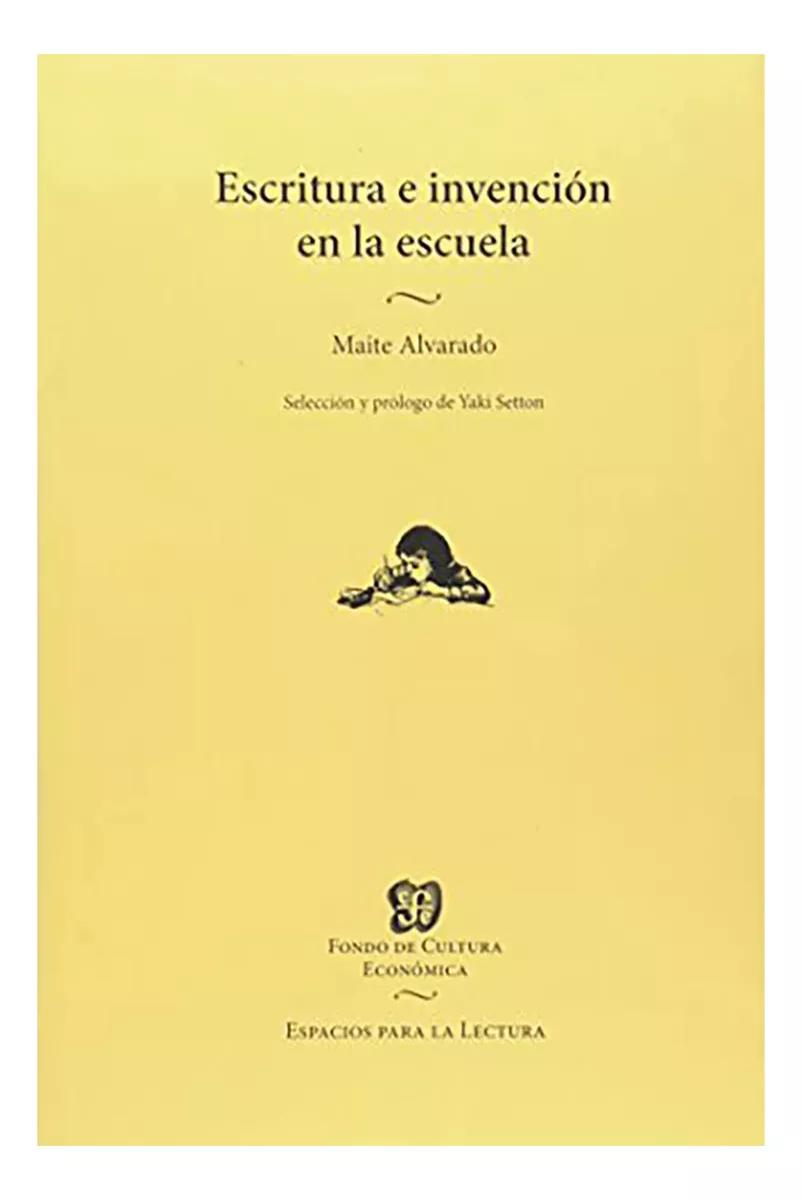 Escritura e invención
en la escuela
Maite Alvarado
Selección y prólogo de Yaki Setton
FONDO DE CULTURA
ECONÓMICA
ESPACIOS PARA LA LECTURA